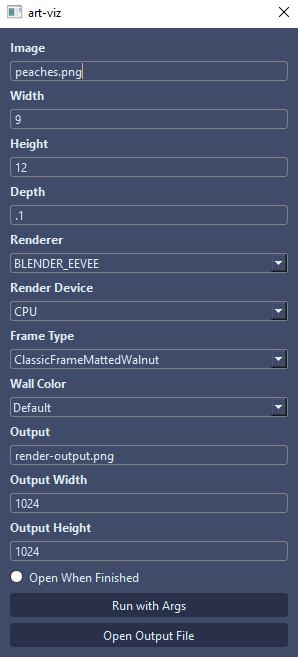 art-viz
Image
peaches.png
Width
9
Height
12
Depth
.1
Renderer
BLENDER_EEVEE
Render Device
CPU
Frame Type
ClassicFrameMattedWalnut
Wall Color
Default
Output
render-output.png
Output Width
1024
Output Height
1024
Open When Finished
Run with Args
Open Output File